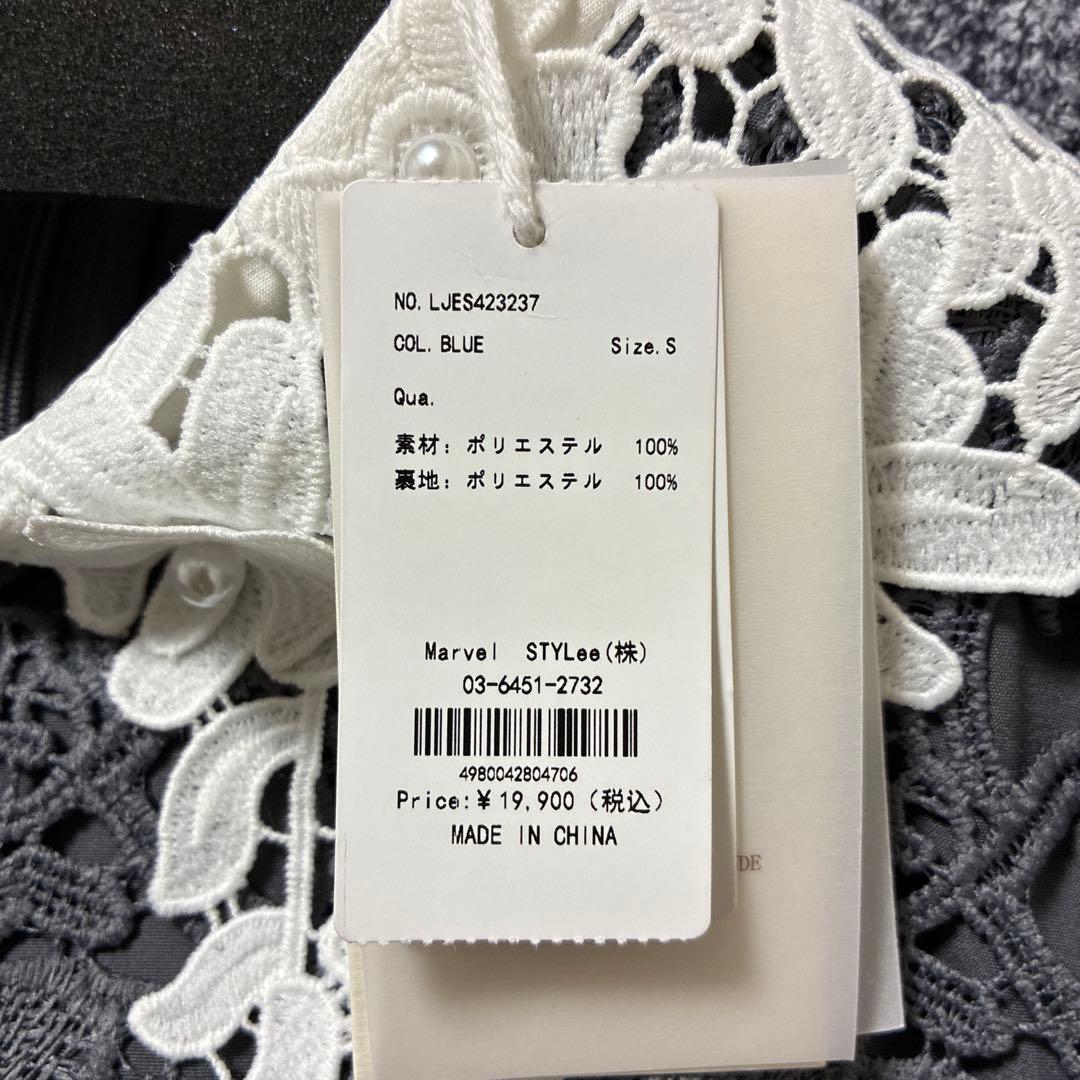 NO. LJES423237
COL. BLUE Size. S
Qua.
素材: ポリエステル 100%
裏地: ポリエステル 100%
Marvel STYLee(株)
03-6451-2732
4980042804706
Price:¥19,900 (税込)
MADE IN CHINA